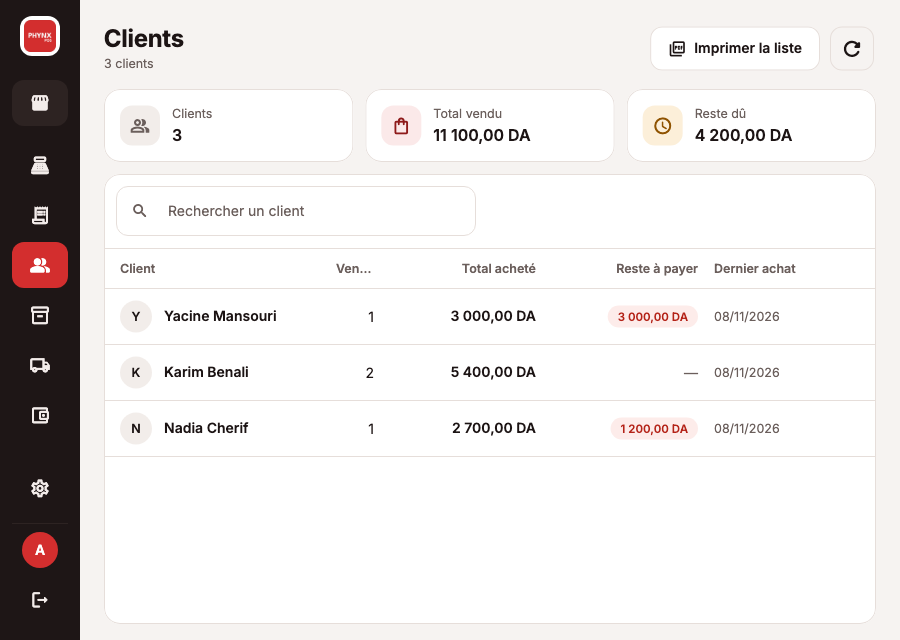 PHYNX
Clients
3 clients
Imprimer la liste
Clients
3
Total vendu
11 100,00 DA
Reste dû
4 200,00 DA
Rechercher un client
Client Ven... Total acheté Reste à payer Dernier achat
Y Yacine Mansouri 1 3 000,00 DA 3 000,00 DA 08/11/2026
K Karim Benali 2 5 400,00 DA — 08/11/2026
N Nadia Cherif 1 2 700,00 DA 1 200,00 DA 08/11/2026
A